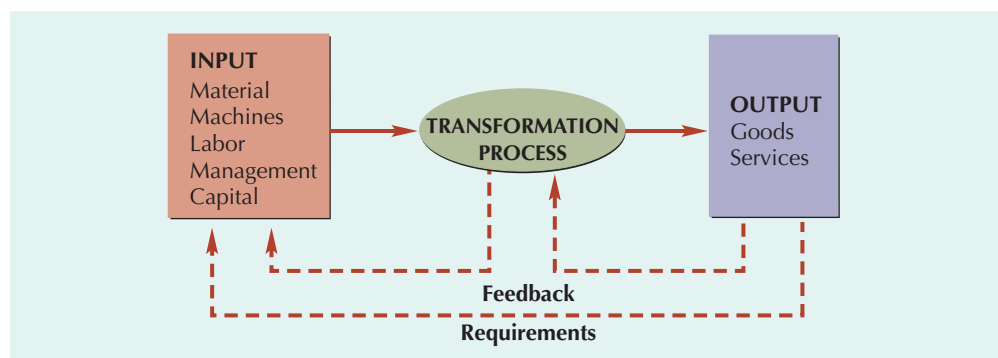 INPUT
Material
Machines
Labor
Management
Capital
TRANSFORMATION
PROCESS
OUTPUT
Goods
Services
Feedback
Requirements